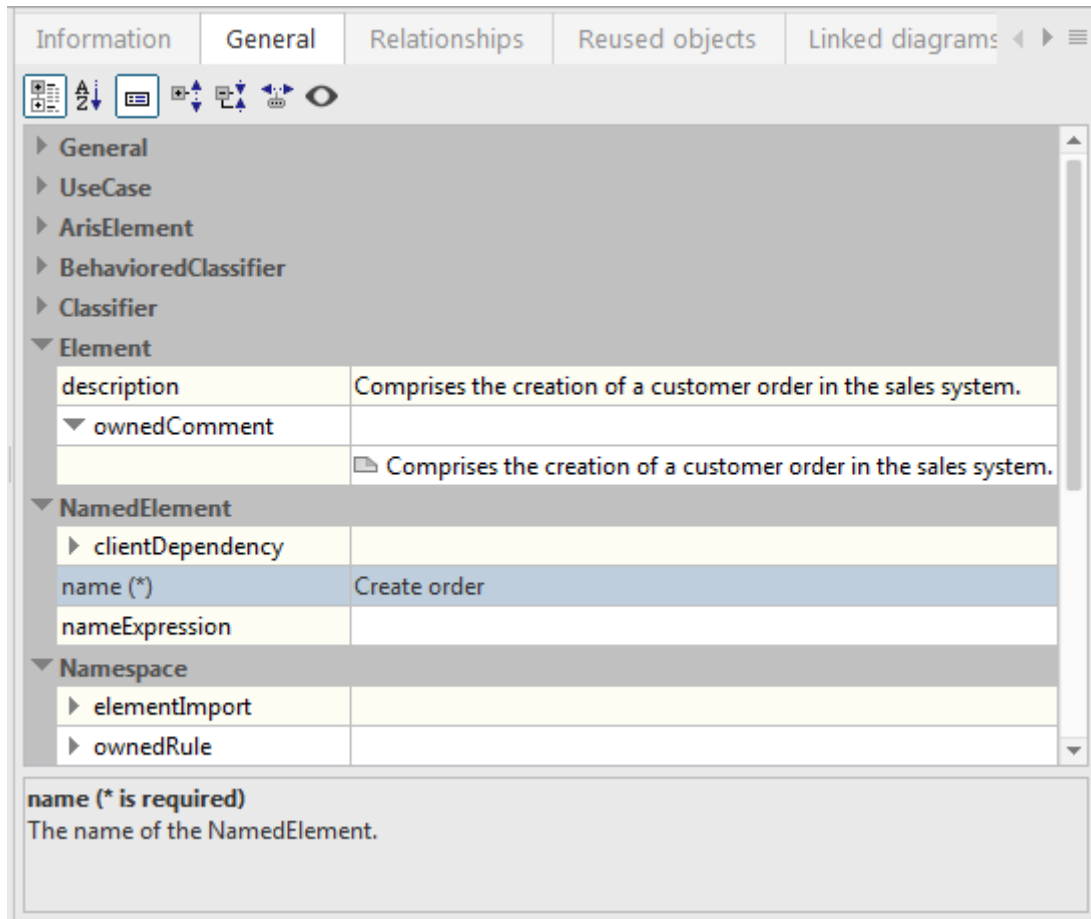 Information General Relationships Reused objects Linked diagrams
General
UseCase
ArisElement
BehavioredClassifier
Classifier
Element
description Comprises the creation of a customer order in the sales system.
ownedComment
Comprises the creation of a customer order in the sales system.
NamedElement
clientDependency
name (*) Create order
nameExpression
Namespace
elementImport
ownedRule
name (* is required)
The name of the NamedElement.